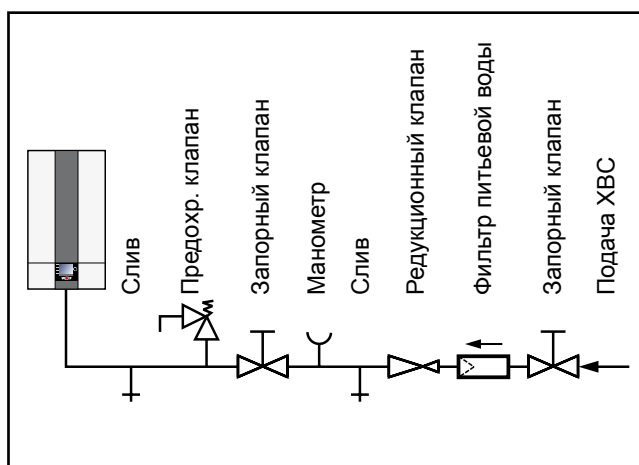 Слив
Предохр. клапан
Запорный клапан
Манометр
Слив
Редукционный клапан
Фильтр питьевой воды
Запорный клапан
Подача ХВС